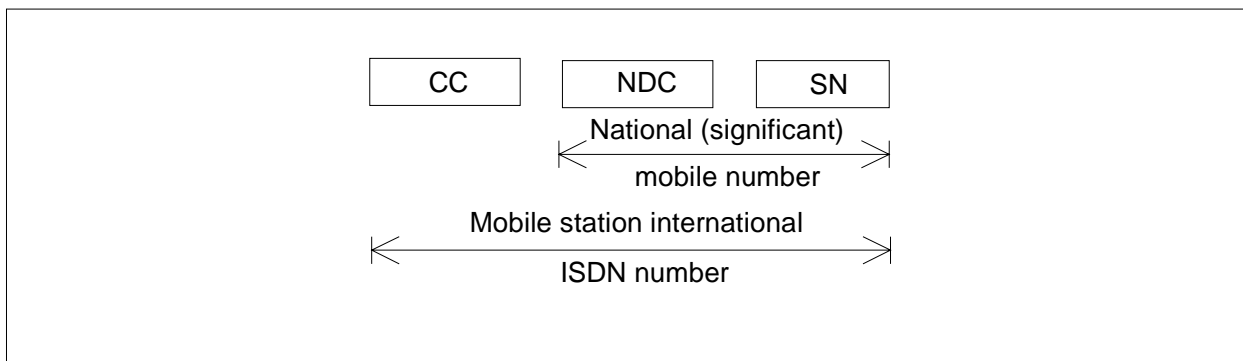 CC NDC SN
National (significant)
mobile number
Mobile station international
ISDN number